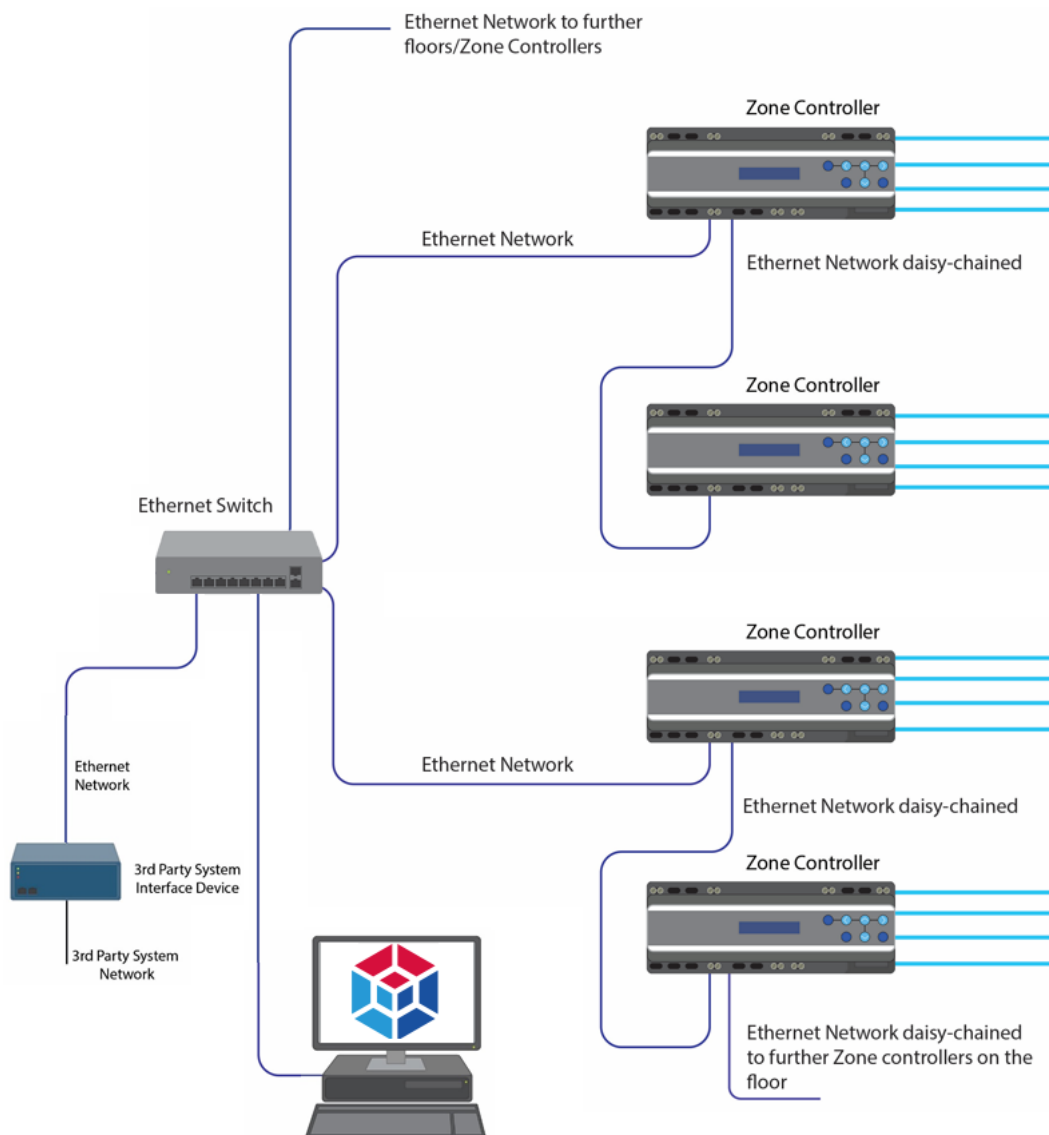 Ethernet Network to further
floors/Zone Controllers
Zone Controller
Ethernet Network
Ethernet Network daisy-chained
Zone Controller
Ethernet Switch
Zone Controller
Ethernet Network
Ethernet
Network
Ethernet Network daisy-chained
Zone Controller
3rd Party System
Interface Device
3rd Party System
Network
Ethernet Network daisy-chained
to further Zone controllers on the
floor